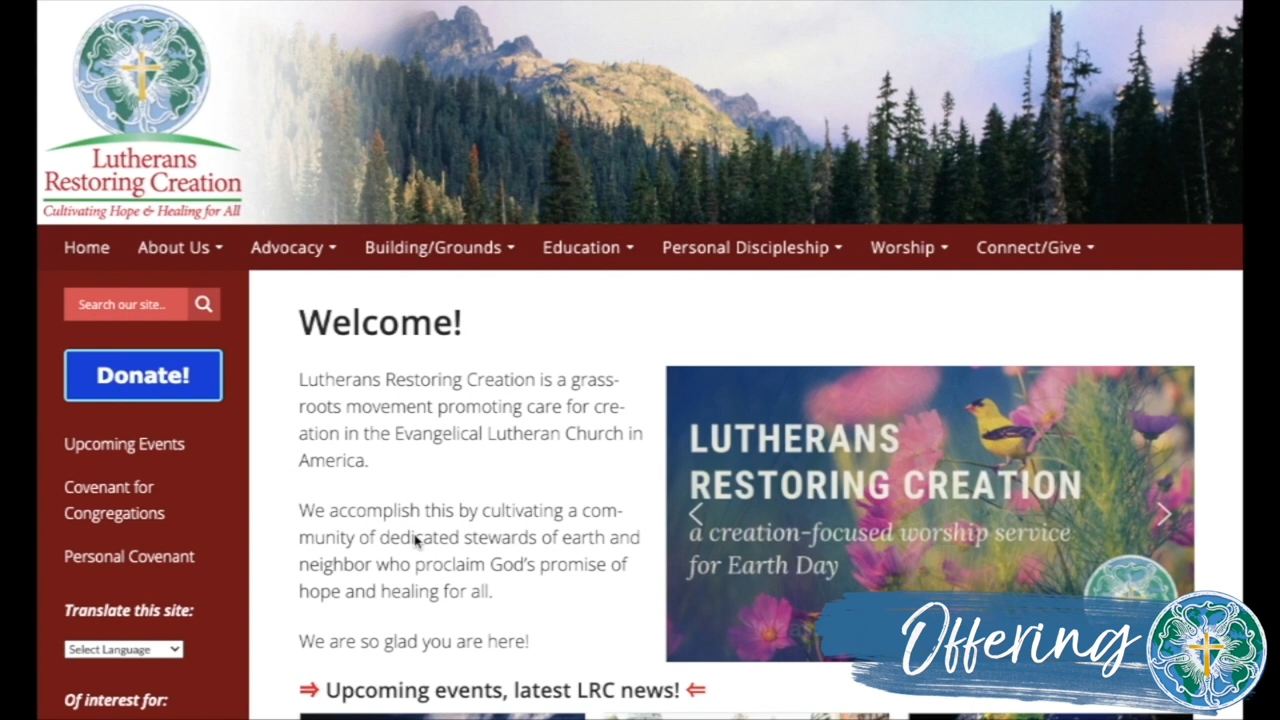 Lutherans
Restoring Creation
Cultivating Hope & Healing for All
Home About Us Advocacy Building/Grounds Education Personal Discipleship Worship Connect/Give
Search our site..
Donate!
Upcoming Events
Covenant for
Congregations
Personal Covenant
Translate this site:
Select Language
Of interest for:
Welcome!
Lutherans Restoring Creation is a grass-
roots movement promoting care for cre-
ation in the Evangelical Lutheran Church in
America.
We accomplish this by cultivating a com-
munity of dedicated stewards of earth and
neighbor who proclaim God's promise of
hope and healing for all.
We are so glad you are here!
LUTHERANS
RESTORING CREATION
a creation-focused worship service
for Earth Day
⇒ Upcoming events, latest LRC news! ⇐
Offering